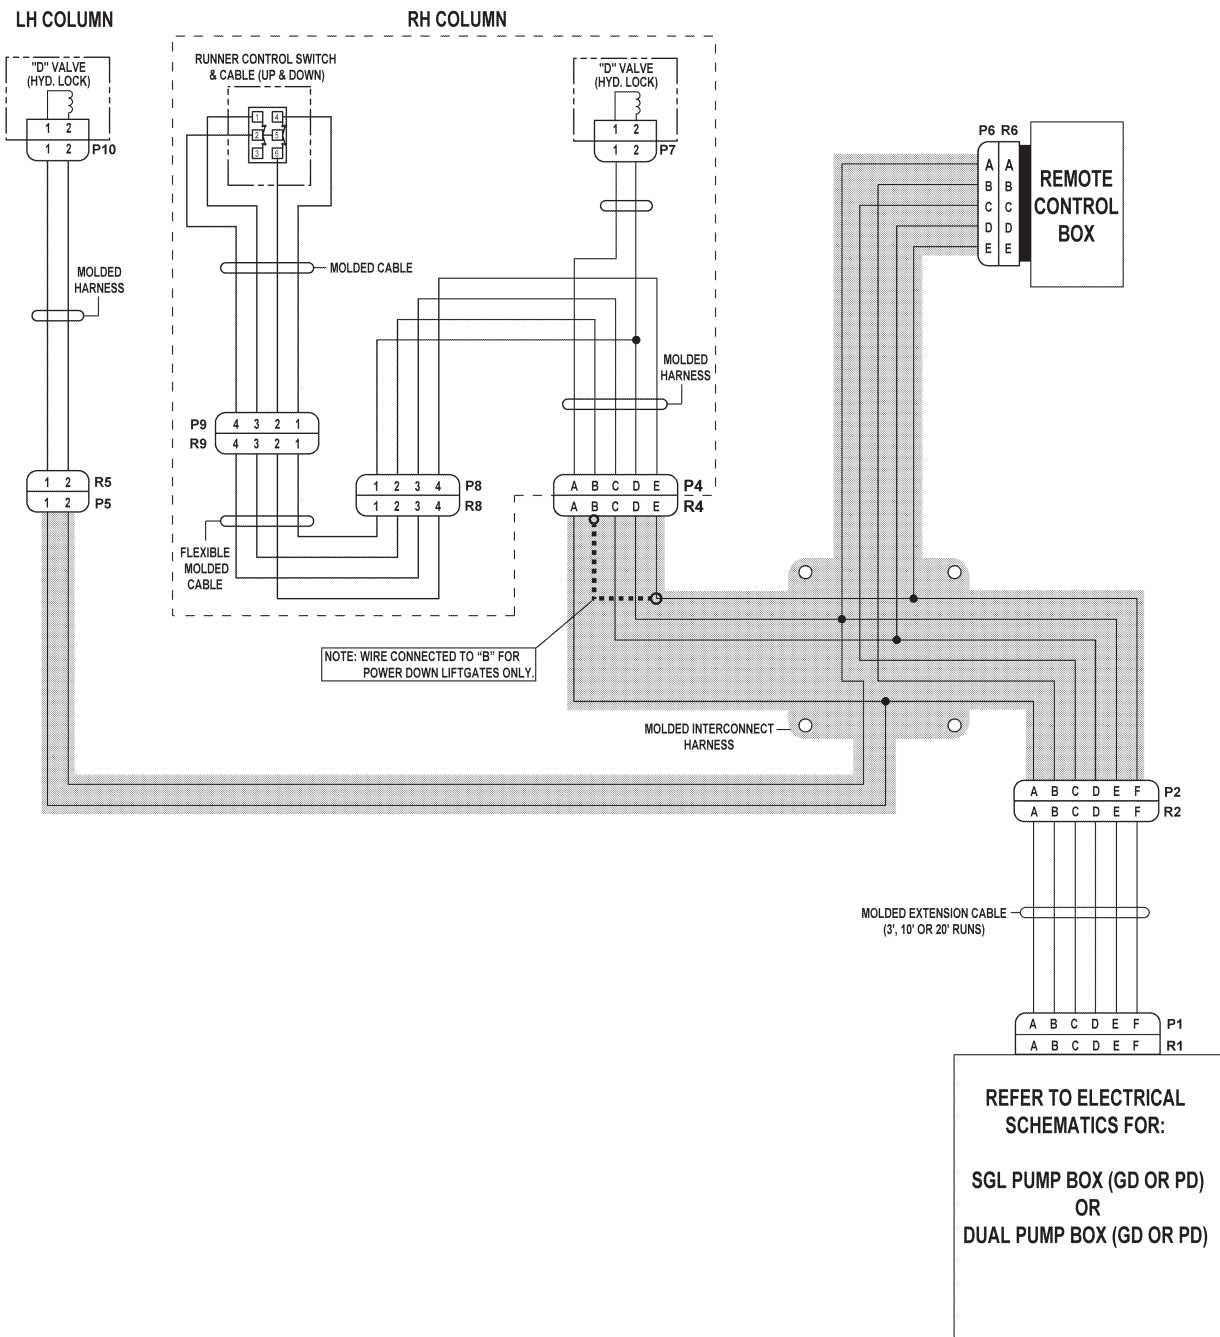 LH COLUMN
RH COLUMN
"D" VALVE
(HYD. LOCK)
1 2
1 2 P10
RUNNER CONTROL SWITCH
& CABLE (UP & DOWN)
1 4
2 5
3 6
"D" VALVE
(HYD. LOCK)
1 2
1 2 P7
P6 R6
A A
B B
C C
D D
E E
REMOTE
CONTROL
BOX
MOLDED
HARNESS
MOLDED CABLE
MOLDED
HARNESS
P9 4 3 2 1
R9 4 3 2 1
1 2 R5
1 2 P5
1 2 3 4 P8
1 2 3 4 R8
A B C D E P4
A B C D E R4
FLEXIBLE
MOLDED
CABLE
NOTE: WIRE CONNECTED TO “B” FOR
POWER DOWN LIFTGATES ONLY.
MOLDED INTERCONNECT
HARNESS
A B C D E F P2
A B C D E F R2
MOLDED EXTENSION CABLE
(3', 10' OR 20' RUNS)
A B C D E F P1
A B C D E F R1
REFER TO ELECTRICAL
SCHEMATICS FOR:
SGL PUMP BOX (GD OR PD)
OR
DUAL PUMP BOX (GD OR PD)